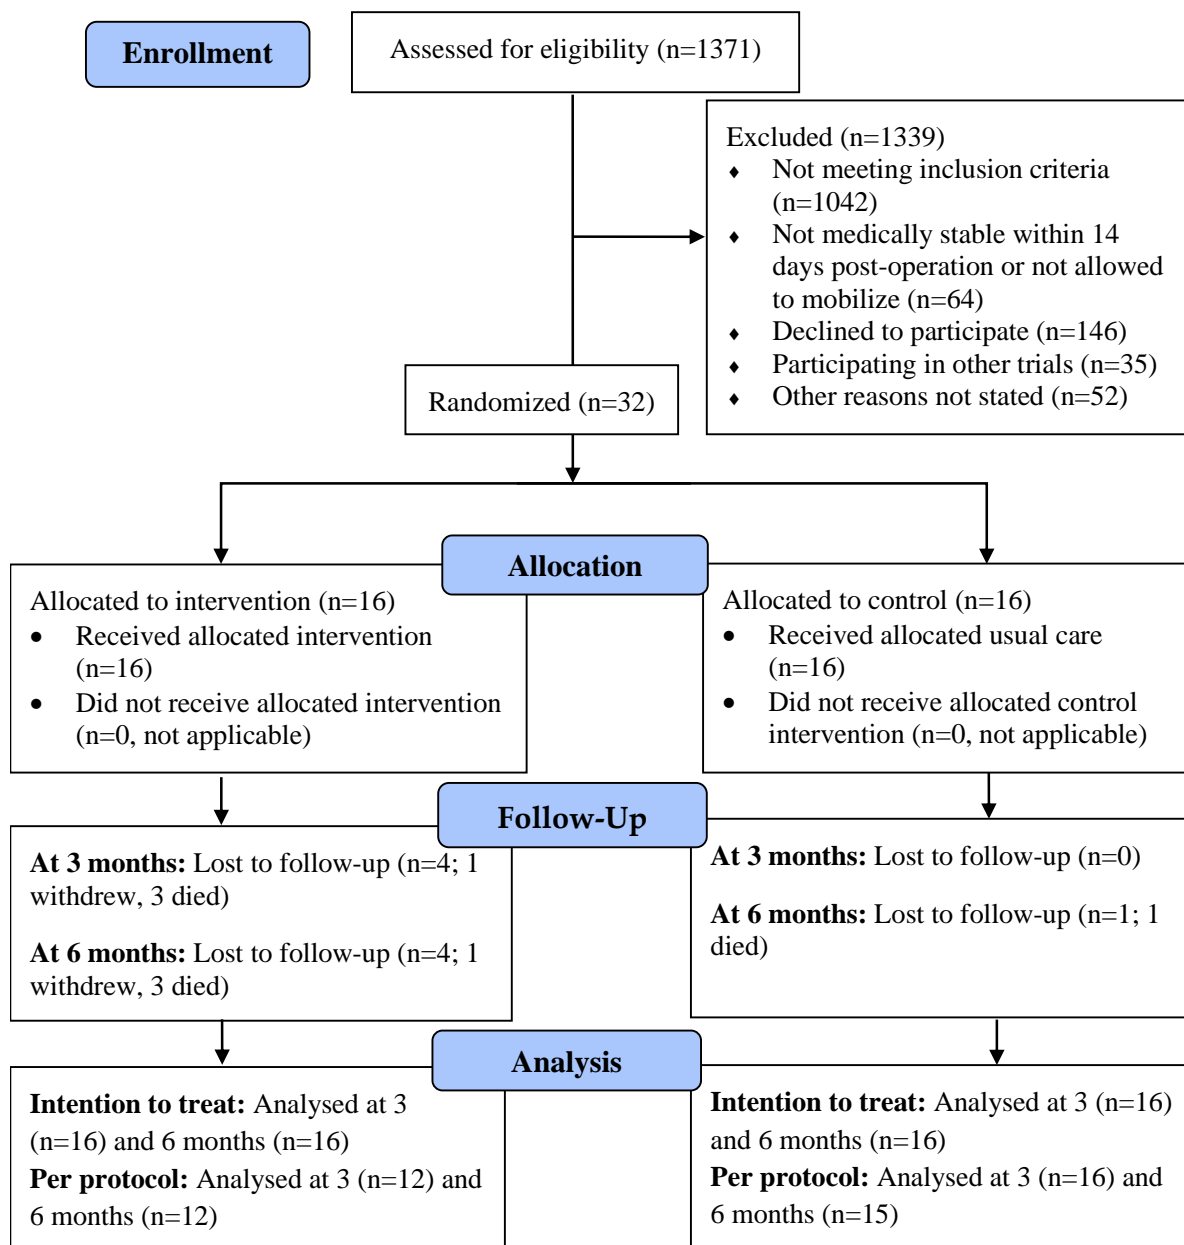 Enrollment
Assessed for eligibility (n=1371)
Excluded (n=1339)
♦ Not meeting inclusion criteria
(n=1042)
♦ Not medically stable within 14
days post-operation or not allowed
to mobilize (n=64)
♦ Declined to participate (n=146)
♦ Participating in other trials (n=35)
♦ Other reasons not stated (n=52)
Randomized (n=32)
Allocation
Allocated to intervention (n=16)
• Received allocated intervention
(n=16)
• Did not receive allocated intervention
(n=0, not applicable)
Allocated to control (n=16)
• Received allocated usual care
(n=16)
• Did not receive allocated control
intervention (n=0, not applicable)
Follow-Up
At 3 months: Lost to follow-up (n=4; 1
withdrew, 3 died)
At 6 months: Lost to follow-up (n=4; 1
withdrew, 3 died)
At 3 months: Lost to follow-up (n=0)
At 6 months: Lost to follow-up (n=1; 1
died)
Analysis
Intention to treat: Analysed at 3
(n=16) and 6 months (n=16)
Per protocol: Analysed at 3 (n=12) and
6 months (n=12)
Intention to treat: Analysed at 3 (n=16)
and 6 months (n=16)
Per protocol: Analysed at 3 (n=16) and
6 months (n=15)